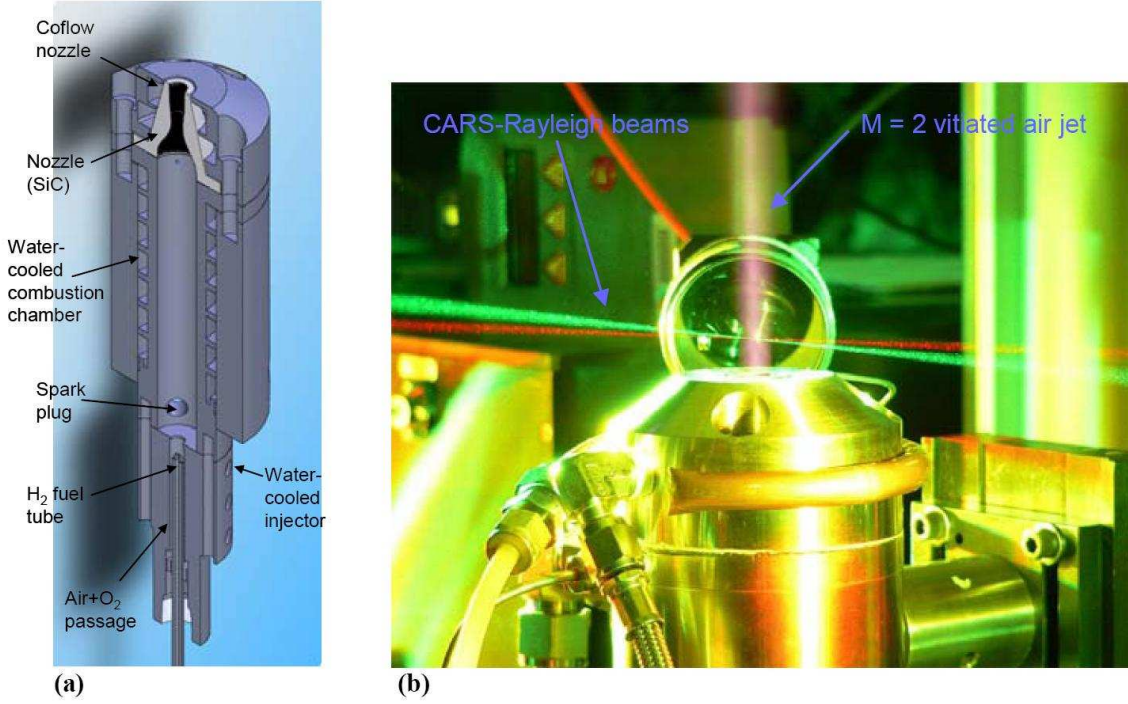 Coflow
nozzle
Nozzle
(SiC)
Water-
cooled
combustion
chamber
Spark
plug
H₂ fuel
tube
Water-
cooled
injector
Air+O₂
passage
(a)
CARS-Rayleigh beams
M = 2 vitiated air jet
(b)